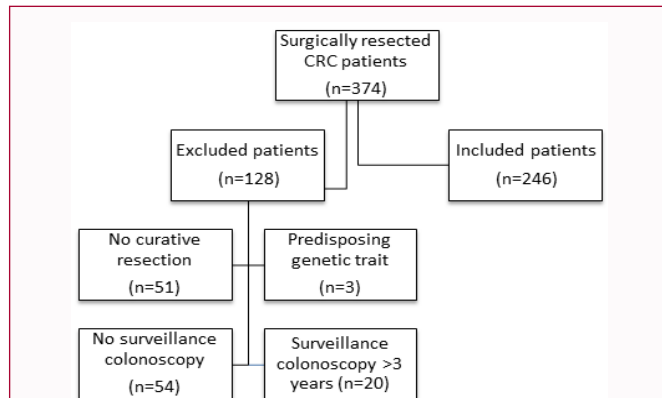 Surgically resected
CRC patients
(n=374)
Excluded patients
(n=128)
Included patients
(n=246)
No curative
resection
(n=51)
Predisposing
genetic trait
(n=3)
No surveillance
colonoscopy
(n=54)
Surveillance
colonoscopy >3
years (n=20)